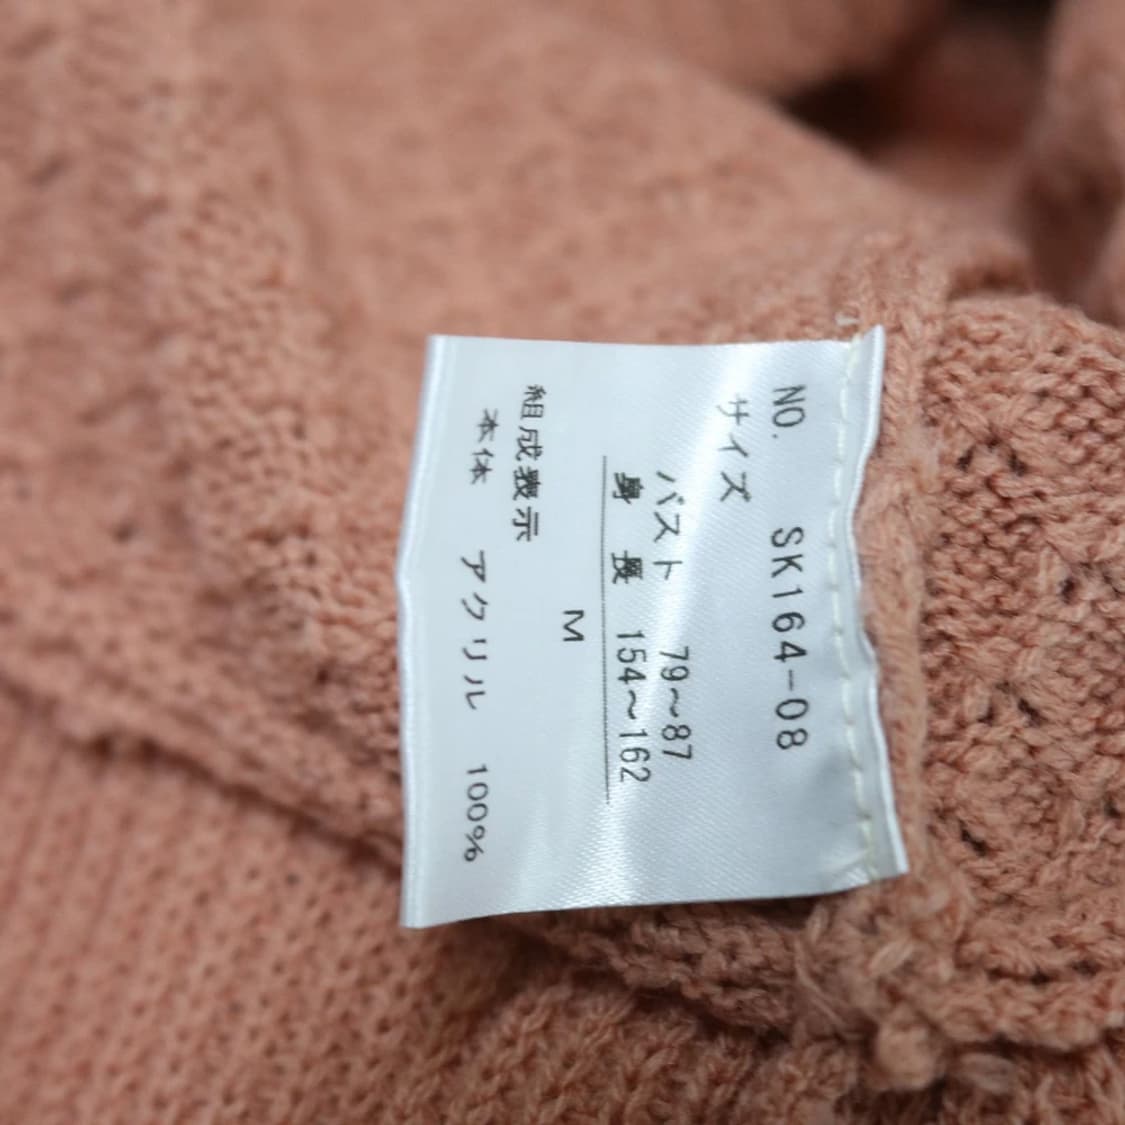 NO. SK164-08
サイズ
バスト 79~87
身長 154~162
M
組成表示
本体 アクリル 100%